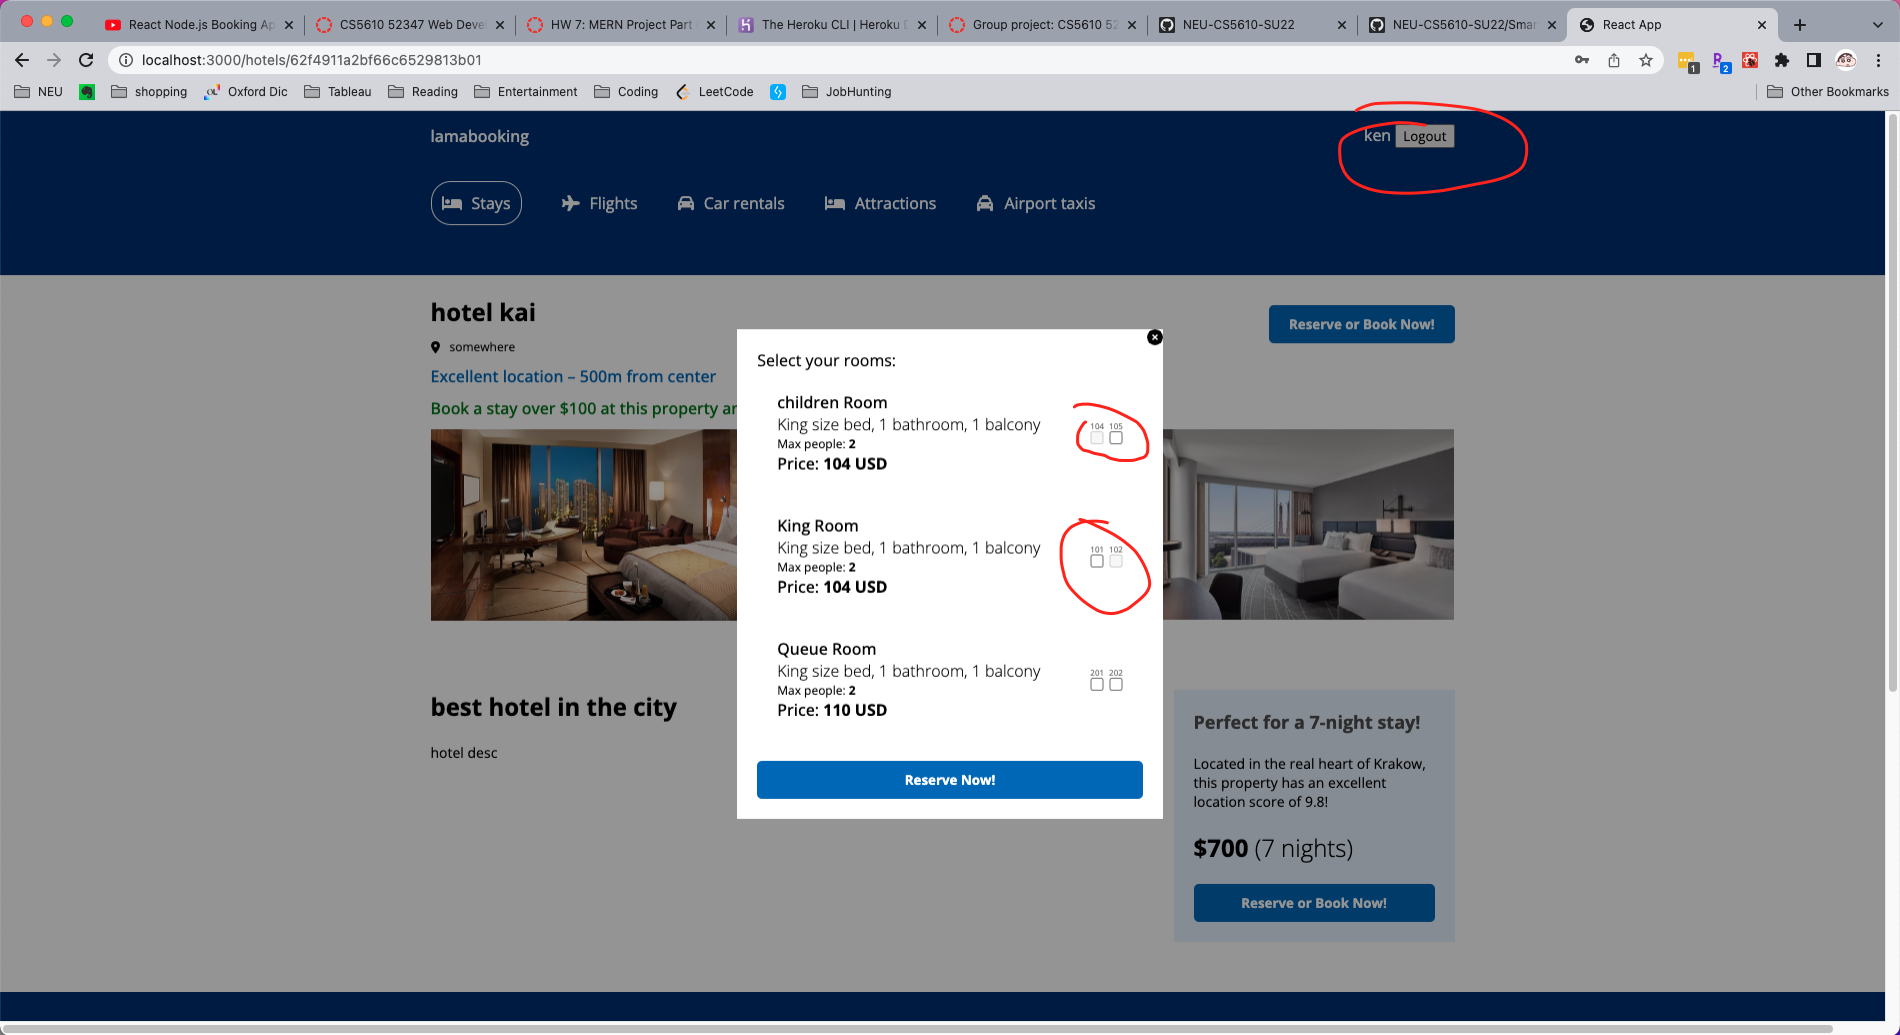 React Node.js Booking Ap
CS5610 52347 Web Devel
HW 7: MERN Project Part
The Heroku CLI | Heroku D
Group project: CS5610 52
NEU-CS5610-SU22
NEU-CS5610-SU22/Smar
React App
localhost:3000/hotels/62f4911a2bf66c6529813b01
1
2
NEU
shopping
Oxford Dic
Tableau
Reading
Entertainment
Coding
LeetCode
JobHunting
Other Bookmarks
lamabooking
ken Logout
Stays
Flights
Car rentals
Attractions
Airport taxis
hotel kai
Reserve or Book Now!
somewhere
Excellent location – 500m from center
Book a stay over $100 at this property
Select your rooms:
children Room
King size bed, 1 bathroom, 1 balcony
Max people: 2
Price: 104 USD
104 105
King Room
King size bed, 1 bathroom, 1 balcony
Max people: 2
Price: 104 USD
101 102
Queue Room
King size bed, 1 bathroom, 1 balcony
Max people: 2
Price: 110 USD
201 202
Reserve Now!
best hotel in the city
hotel desc
Perfect for a 7-night stay!
Located in the real heart of Krakow,
this property has an excellent
location score of 9.8!
$700 (7 nights)
Reserve or Book Now!